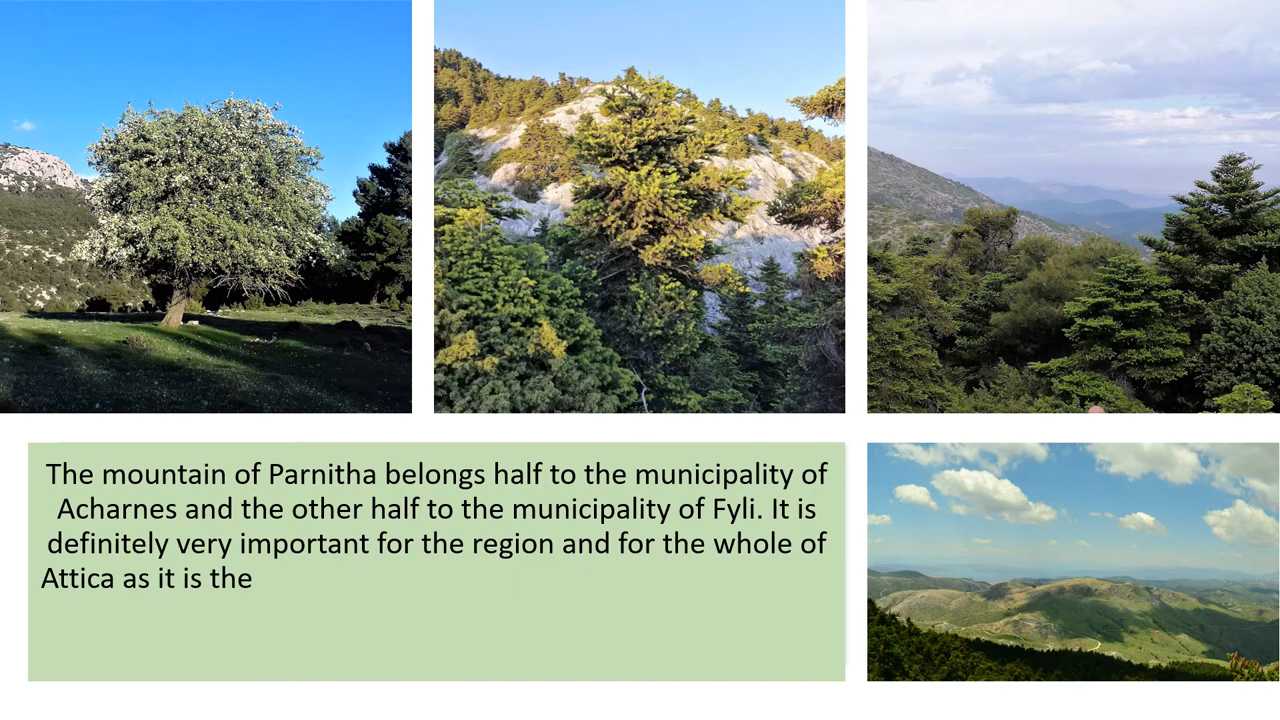 The mountain of Parnitha belongs half to the municipality of
Acharnes and the other half to the municipality of Fyli. It is
definitely very important for the region and for the whole of
Attica as it is the